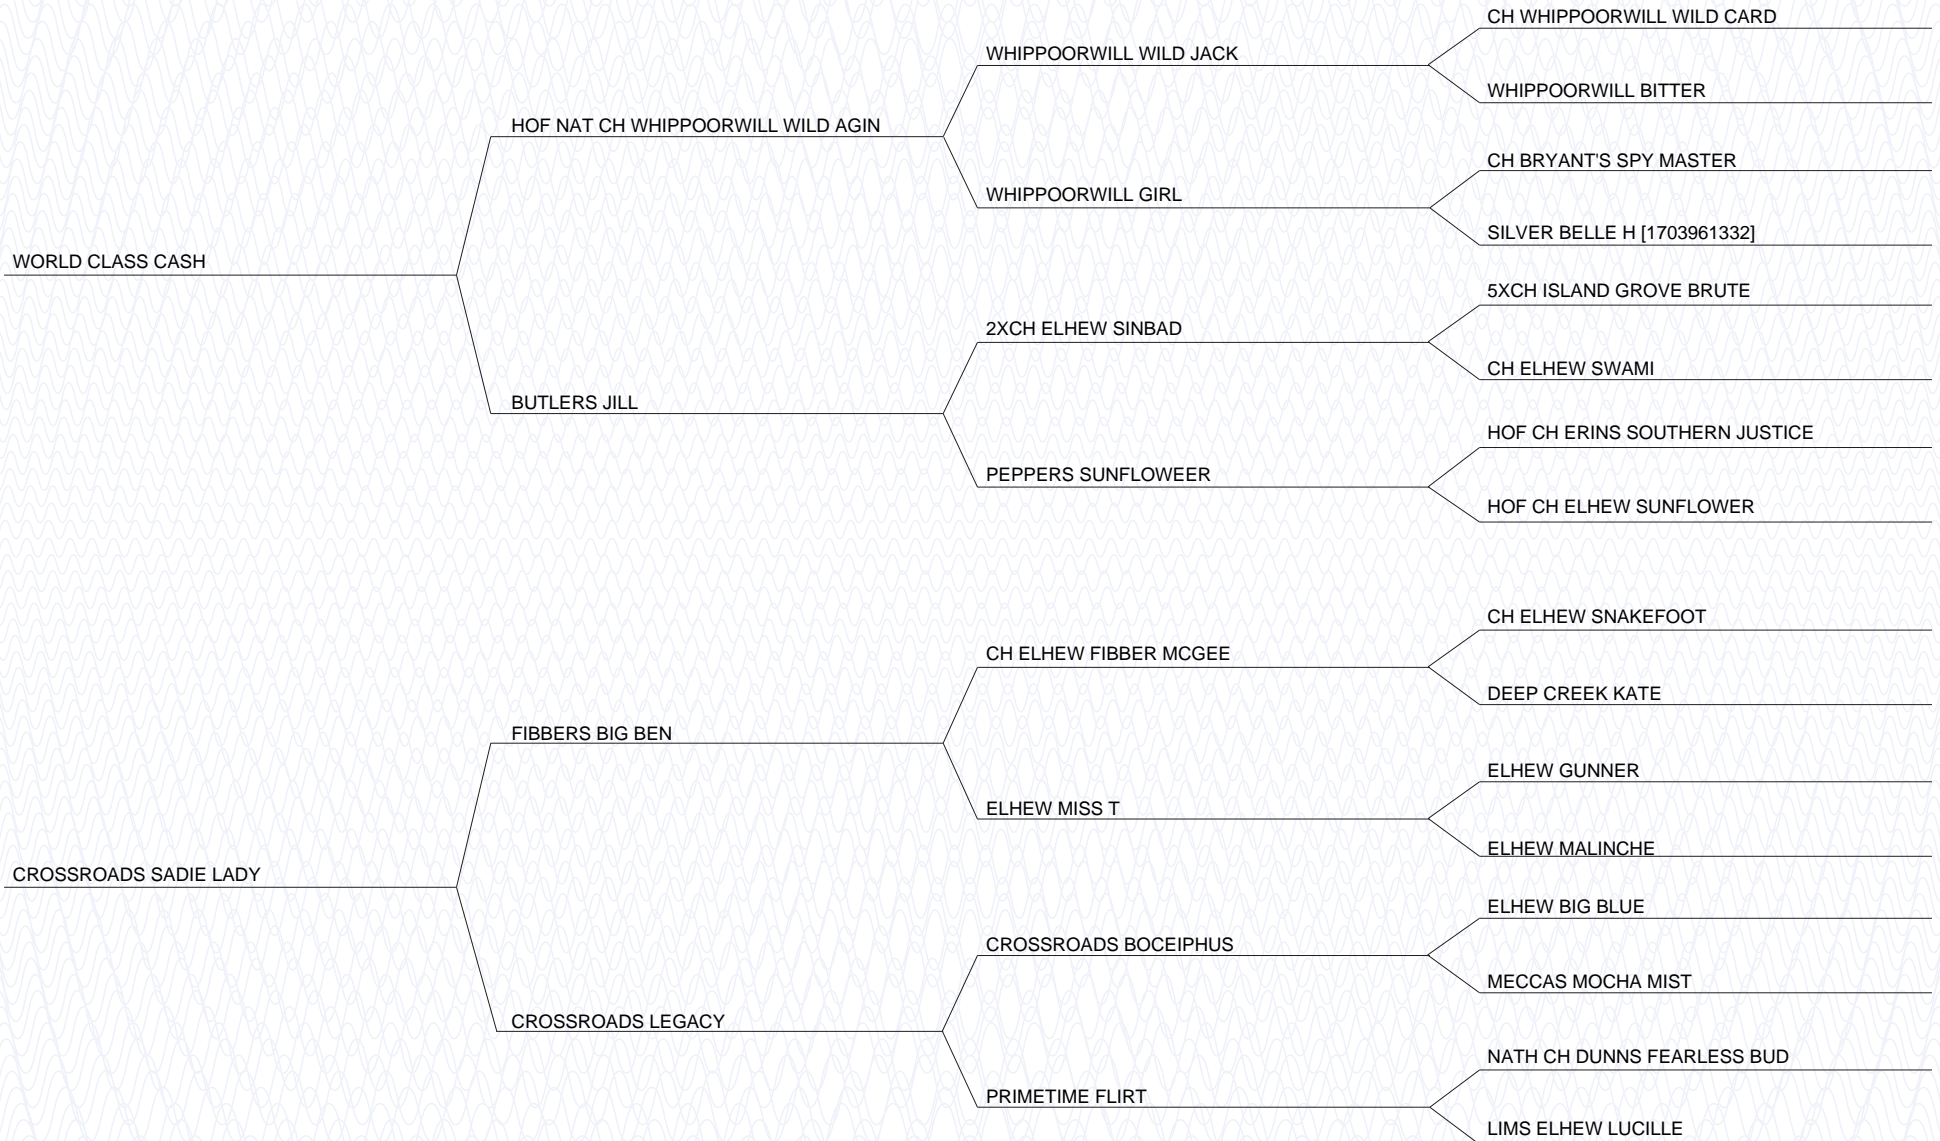 CH WHIPPOORWILL WILD CARD
WHIPPOORWILL WILD JACK
WHIPPOORWILL BITTER
HOF NAT CH WHIPPOORWILL WILD AGIN
CH BRYANT'S SPY MASTER
WHIPPOORWILL GIRL
SILVER BELLE H [1703961332]
WORLD CLASS CASH
5XCH ISLAND GROVE BRUTE
2XCH ELHEW SINBAD
CH ELHEW SWAMI
BUTLERS JILL
HOF CH ERINS SOUTHERN JUSTICE
PEPPERS SUNFLOWEER
HOF CH ELHEW SUNFLOWER
CH ELHEW SNAKEFOOT
CH ELHEW FIBBER MCGEE
DEEP CREEK KATE
FIBBERS BIG BEN
ELHEW GUNNER
ELHEW MISS T
ELHEW MALINCHE
CROSSROADS SADIE LADY
ELHEW BIG BLUE
CROSSROADS BOCEIPHUS
MECCAS MOCHA MIST
CROSSROADS LEGACY
NATH CH DUNNS FEARLESS BUD
PRIMETIME FLIRT
LIMS ELHEW LUCILLE